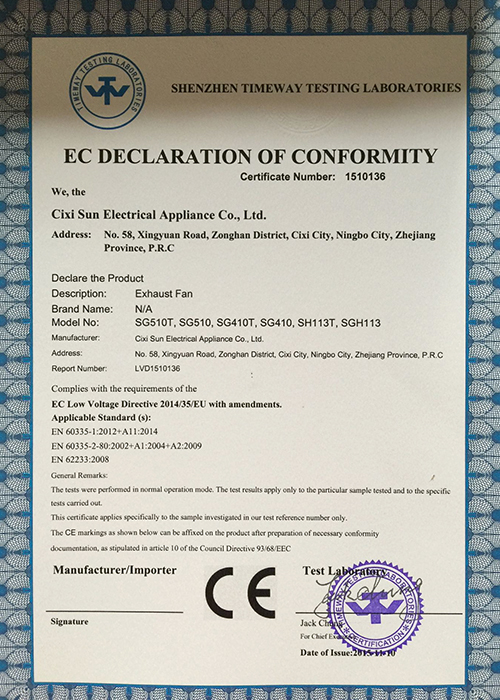 TIMEWAY TESTING LABORATORIES
SHENZHEN TIMEWAY TESTING LABORATORIES
EC DECLARATION OF CONFORMITY
Certificate Number: 1510136
We, the
Cixi Sun Electrical Appliance Co., Ltd.
Address: No. 58, Xingyuan Road, Zonghan District, Cixi City, Ningbo City, Zhejiang
Province, P.R.C
Declare the Product
Description: Exhaust Fan
Brand Name: N/A
Model No: SG510T, SG510, SG410T, SG410, SH113T, SGH113
Manufacturer: Cixi Sun Electrical Appliance Co., Ltd.
Address: No. 58, Xingyuan Road, Zonghan District, Cixi City, Ningbo City, Zhejiang Province, P.R.C
Report Number: LVD1510136
Complies with the requirements of the
EC Low Voltage Directive 2014/35/EU with amendments.
Applicable Standard (s):
EN 60335-1:2012+A11:2014
EN 60335-2-80:2002+A1:2004+A2:2009
EN 62233:2008
General Remarks:
The tests were performed in normal operation mode. The test results apply only to the particular sample tested and to the specific
tests carried out.
This certificate applies specifically to the sample investigated in our test reference number only.
The CE markings as shown below can be affixed on the product after preparation of necessary conformity
documentation, as stipulated in article 10 of the Council Directive 93/68/EEC
Manufacturer/Importer
CE
Test Laboratory
TIMEWAY TESTING LABORATORIES
CERTIFICATION
Signature
Jack
For Chief
Date of Issue:2015-11-10